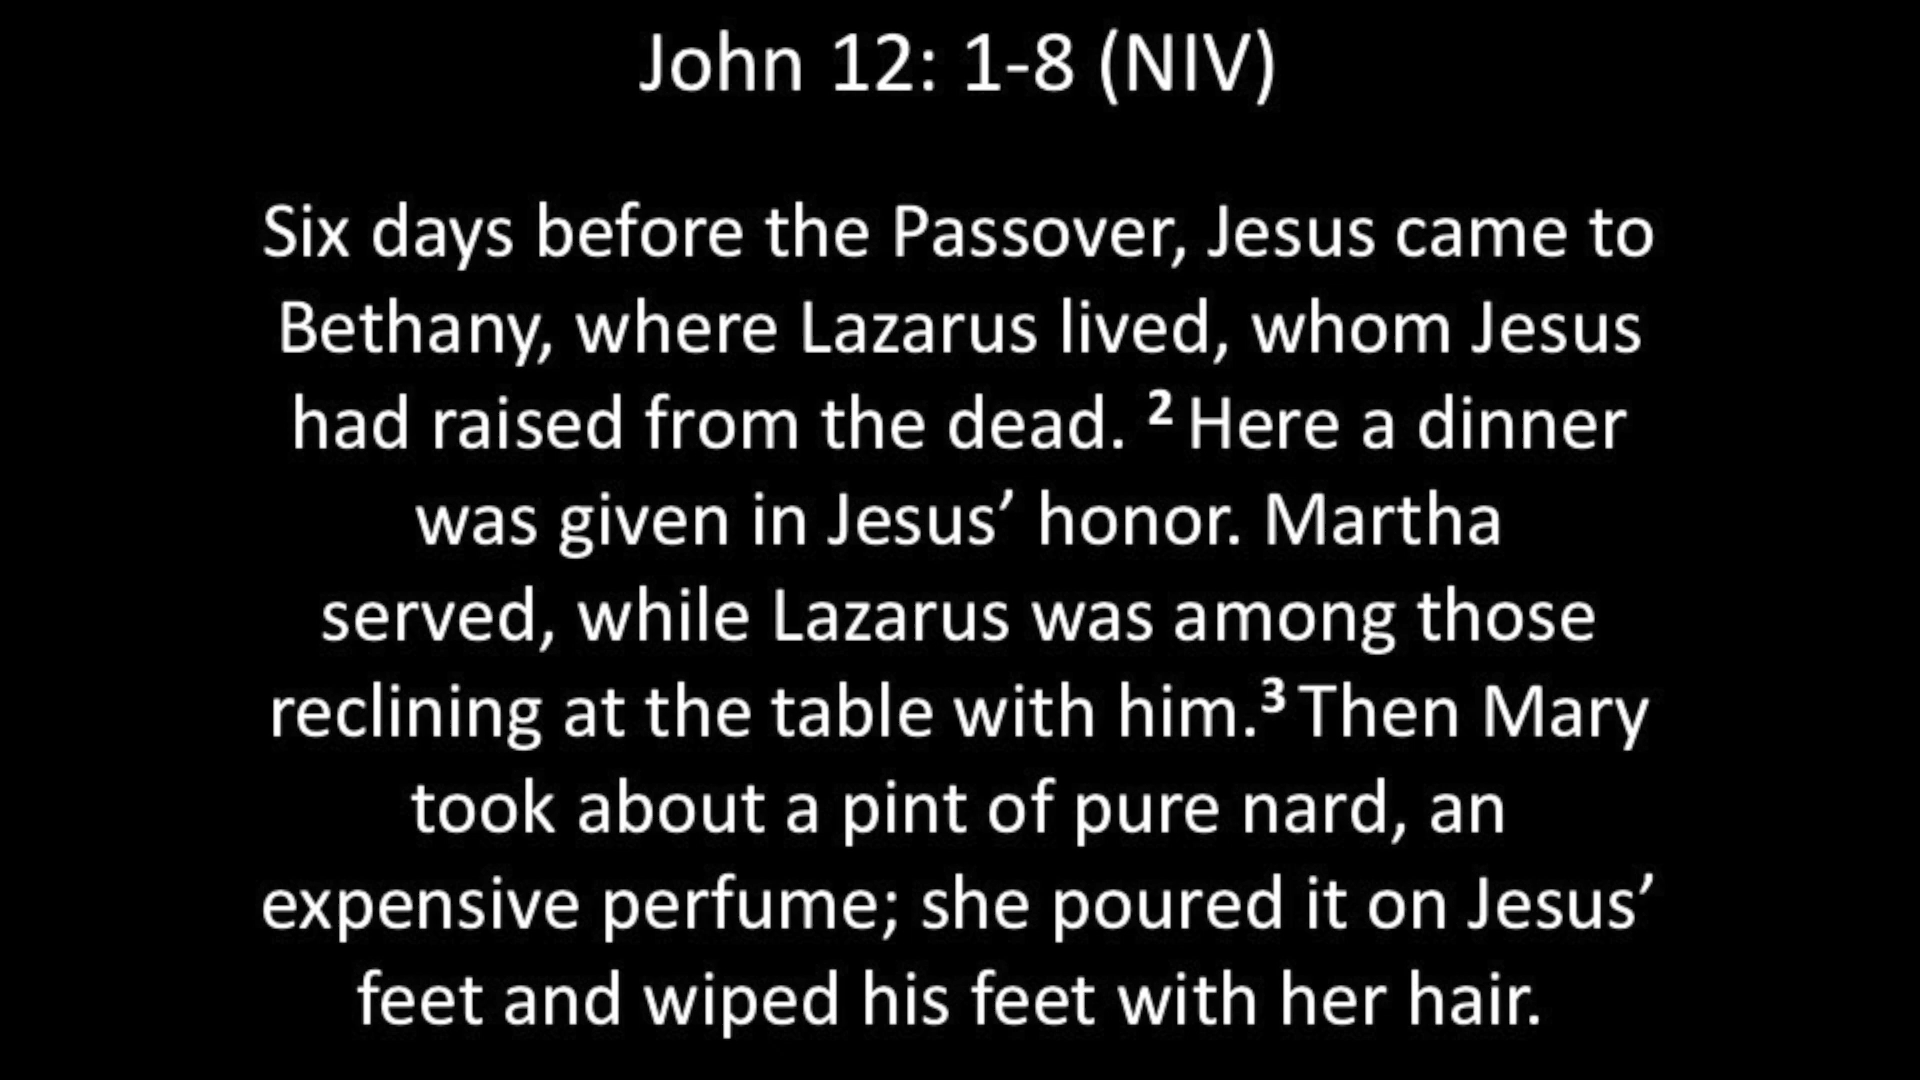 John 12: 1-8 (NIV)
Six days before the Passover, Jesus came to
Bethany, where Lazarus lived, whom Jesus
had raised from the dead. ² Here a dinner
was given in Jesus’ honor. Martha
served, while Lazarus was among those
reclining at the table with him.³ Then Mary
took about a pint of pure nard, an
expensive perfume; she poured it on Jesus’
feet and wiped his feet with her hair.